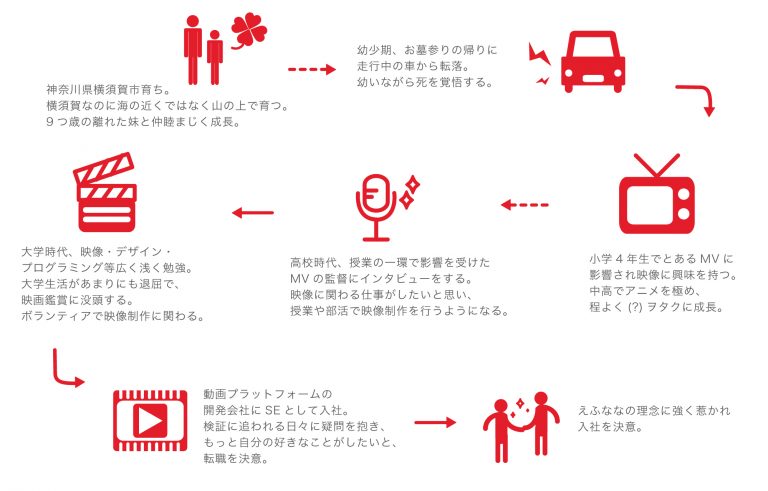 神奈川県横須賀市育ち。
横須賀なのに海の近くではなく山の上で育つ。
9つ歳の離れた妹と仲睦まじく成長。
幼少期、お墓参りの帰りに
走行中の車から転落。
幼いながら死を覚悟する。
小学4年生でとあるMVに
影響され映像に興味を持つ。
中高でアニメを極め、
程よく(?)ヲタクに成長。
高校時代、授業の一環で影響を受けた
MVの監督にインタビューをする。
映像に関わる仕事がしたいと思い、
授業や部活で映像制作を行うようになる。
大学時代、映像・デザイン・
プログラミング等広く浅く勉強。
大学生活があまりにも退屈で、
映画鑑賞に没頭する。
ボランティアで映像制作に関わる。
動画プラットフォームの
開発会社にSEとして入社。
検証に追われる日々に疑問を抱き、
もっと自分の好きなことがしたいと、
転職を決意。
えふななの理念に強く惹かれ
入社を決意。